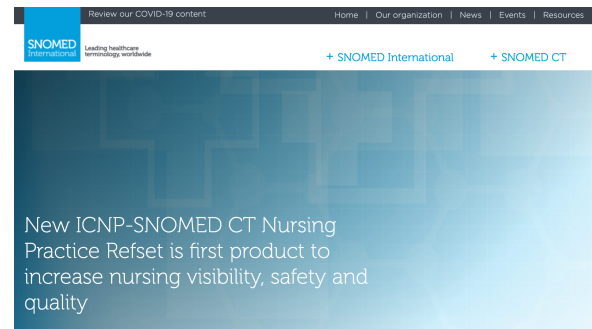 Review our COVID-19 content
Home | Our organization | News | Events | Resources
SNOMED
International
Leading healthcare
terminology, worldwide
+ SNOMED International
+ SNOMED CT
New ICNP-SNOMED CT Nursing
Practice Refset is first product to
increase nursing visibility, safety and
quality